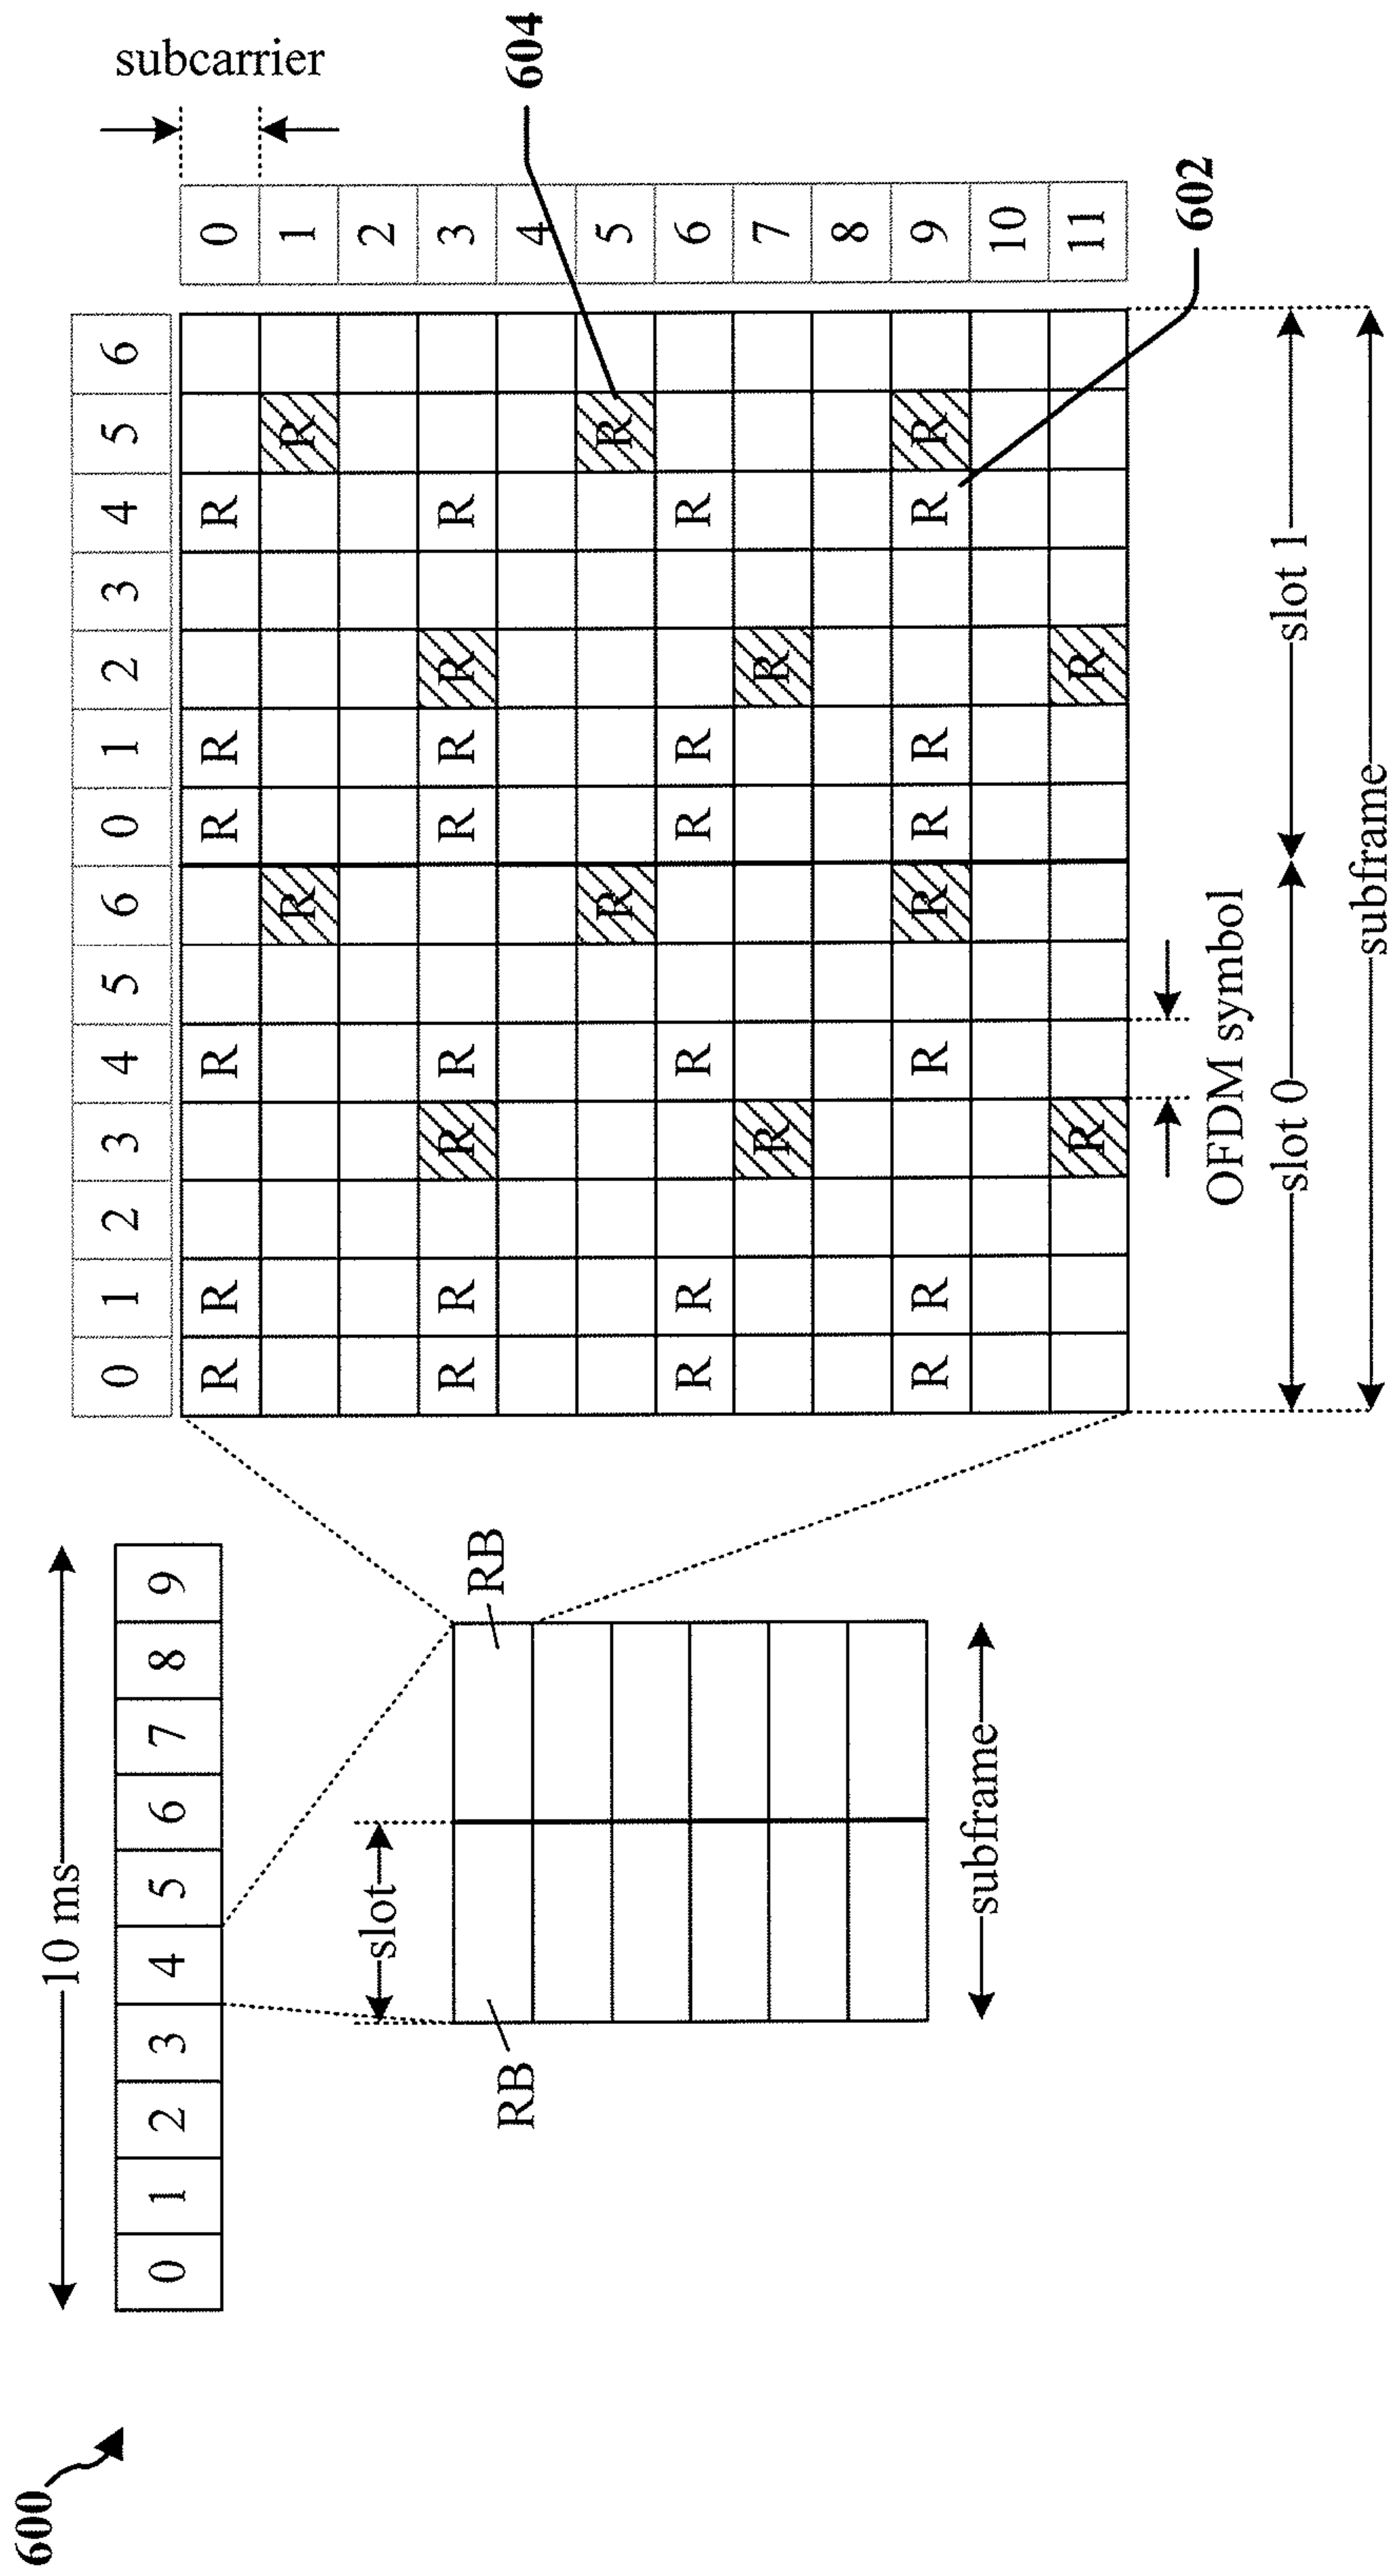 600
10 ms
0 1 2 3 4 5 6 7 8 9
slot
RB
RB
subframe
0 1 2 3 4 5 6 0 1 2 3 4 5 6
subcarrier
R R R R R R 0
R R 1
2
R R R R R R R R 3
4
604
R R 5
R R R R R R 6
R R 7
8
R R R R R R R R 9
10
R R 11
602
OFDM symbol
slot 0
slot 1
subframe